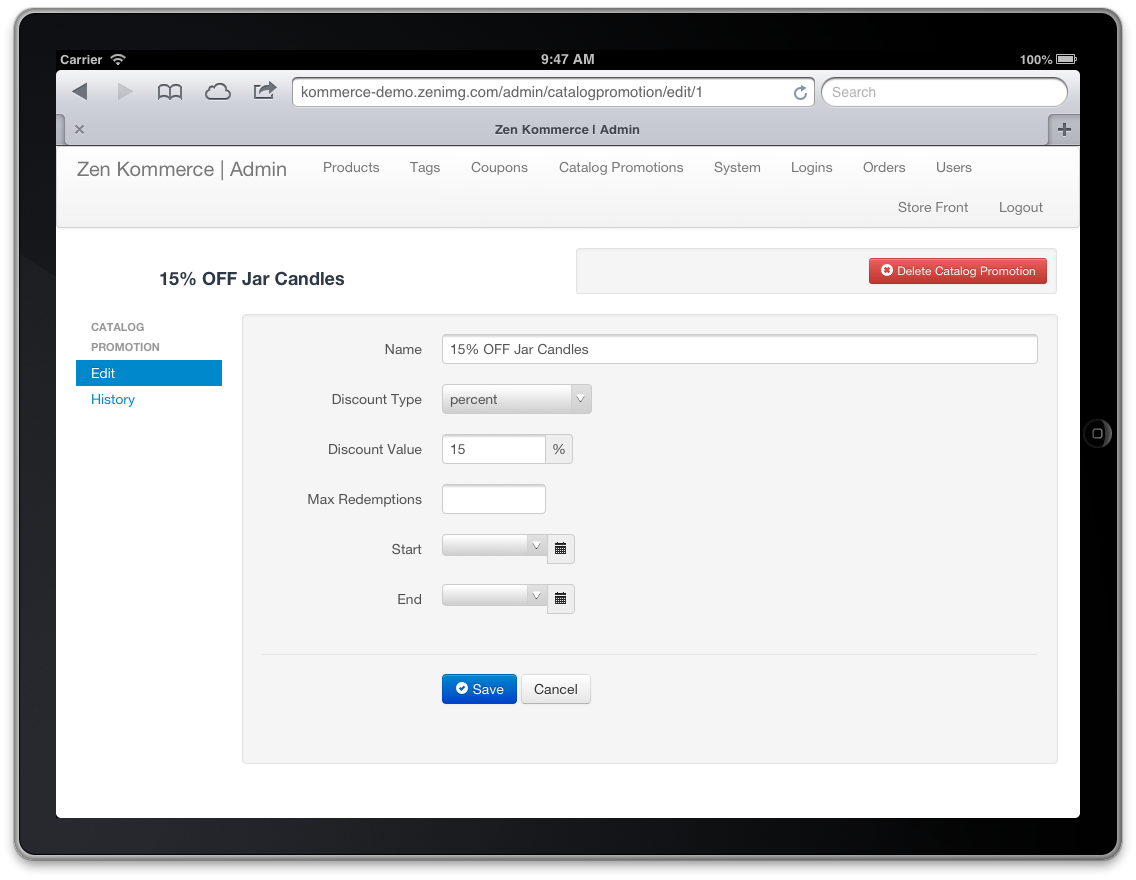 Carrier 9:47 AM 100%
kommerce-demo.zenimg.com/admin/catalogpromotion/edit/1 Search
Zen Kommerce | Admin
Zen Kommerce | Admin Products Tags Coupons Catalog Promotions System Logins Orders Users
Store Front Logout
15% OFF Jar Candles
Delete Catalog Promotion
CATALOG
PROMOTION
Edit
History
Name 15% OFF Jar Candles
Discount Type percent
Discount Value 15 %
Max Redemptions
Start
End
Save Cancel